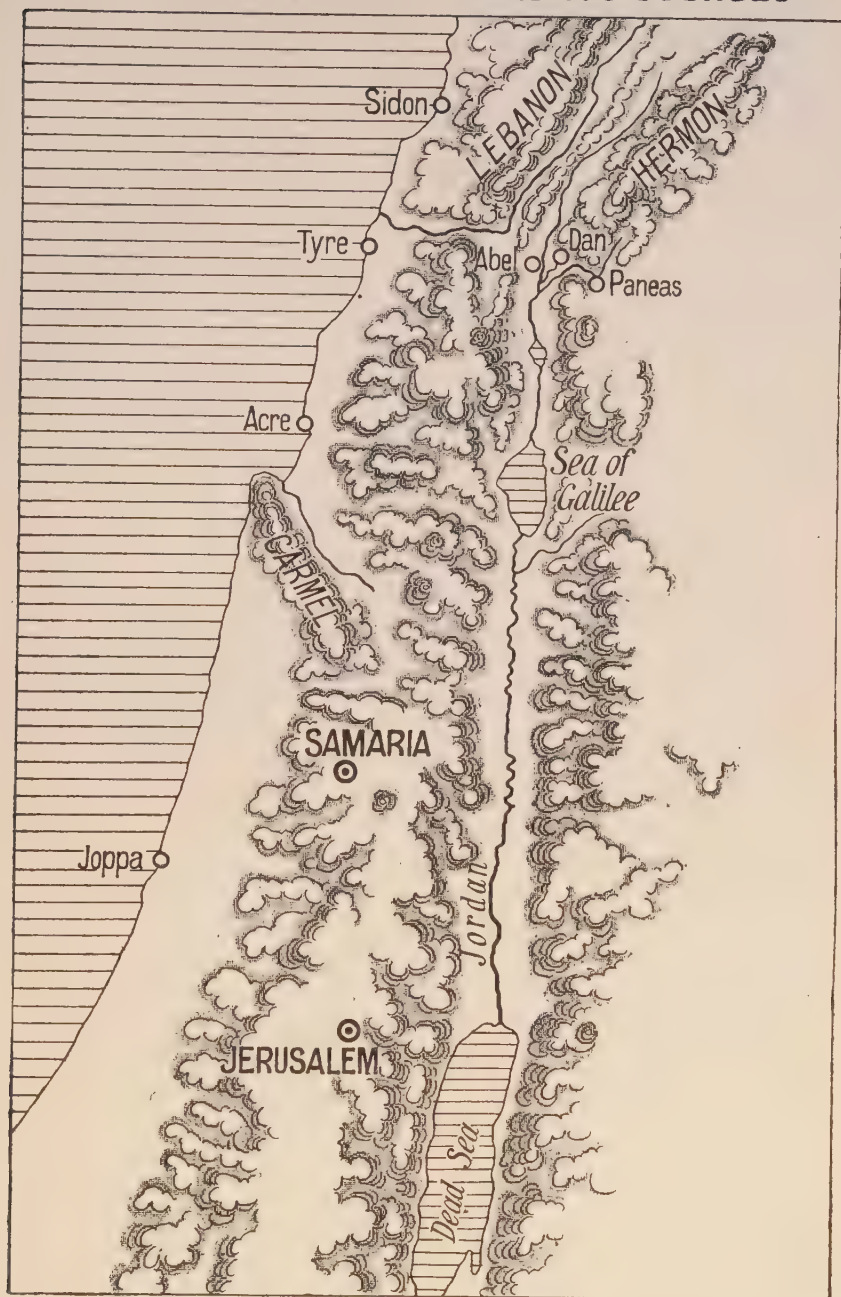 Sidon
LEBANON
HERMON
Tyre
Abel
Dan
Paneas
Acre
Sea of
Galilee
CARMEL
SAMARIA
Joppa
Jordan
JERUSALEM
Dead Sea